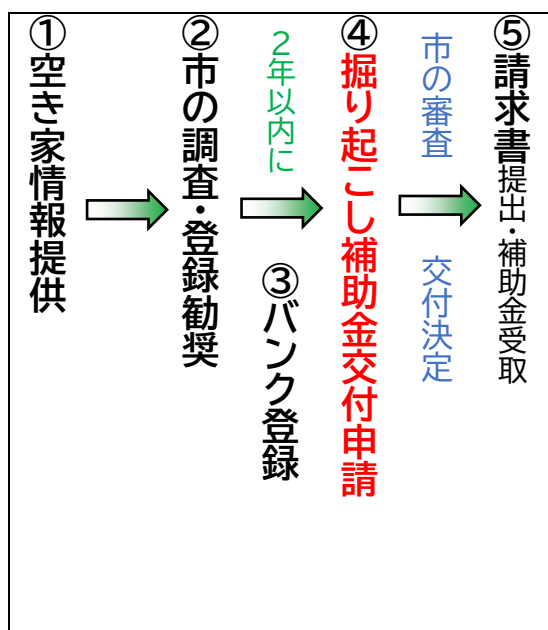 ①空き家情報提供
②市の調査・登録勧奨
2年以内に
③バンク登録
④掘り起こし補助金交付申請
市の審査
交付決定
⑤請求書提出・補助金受取